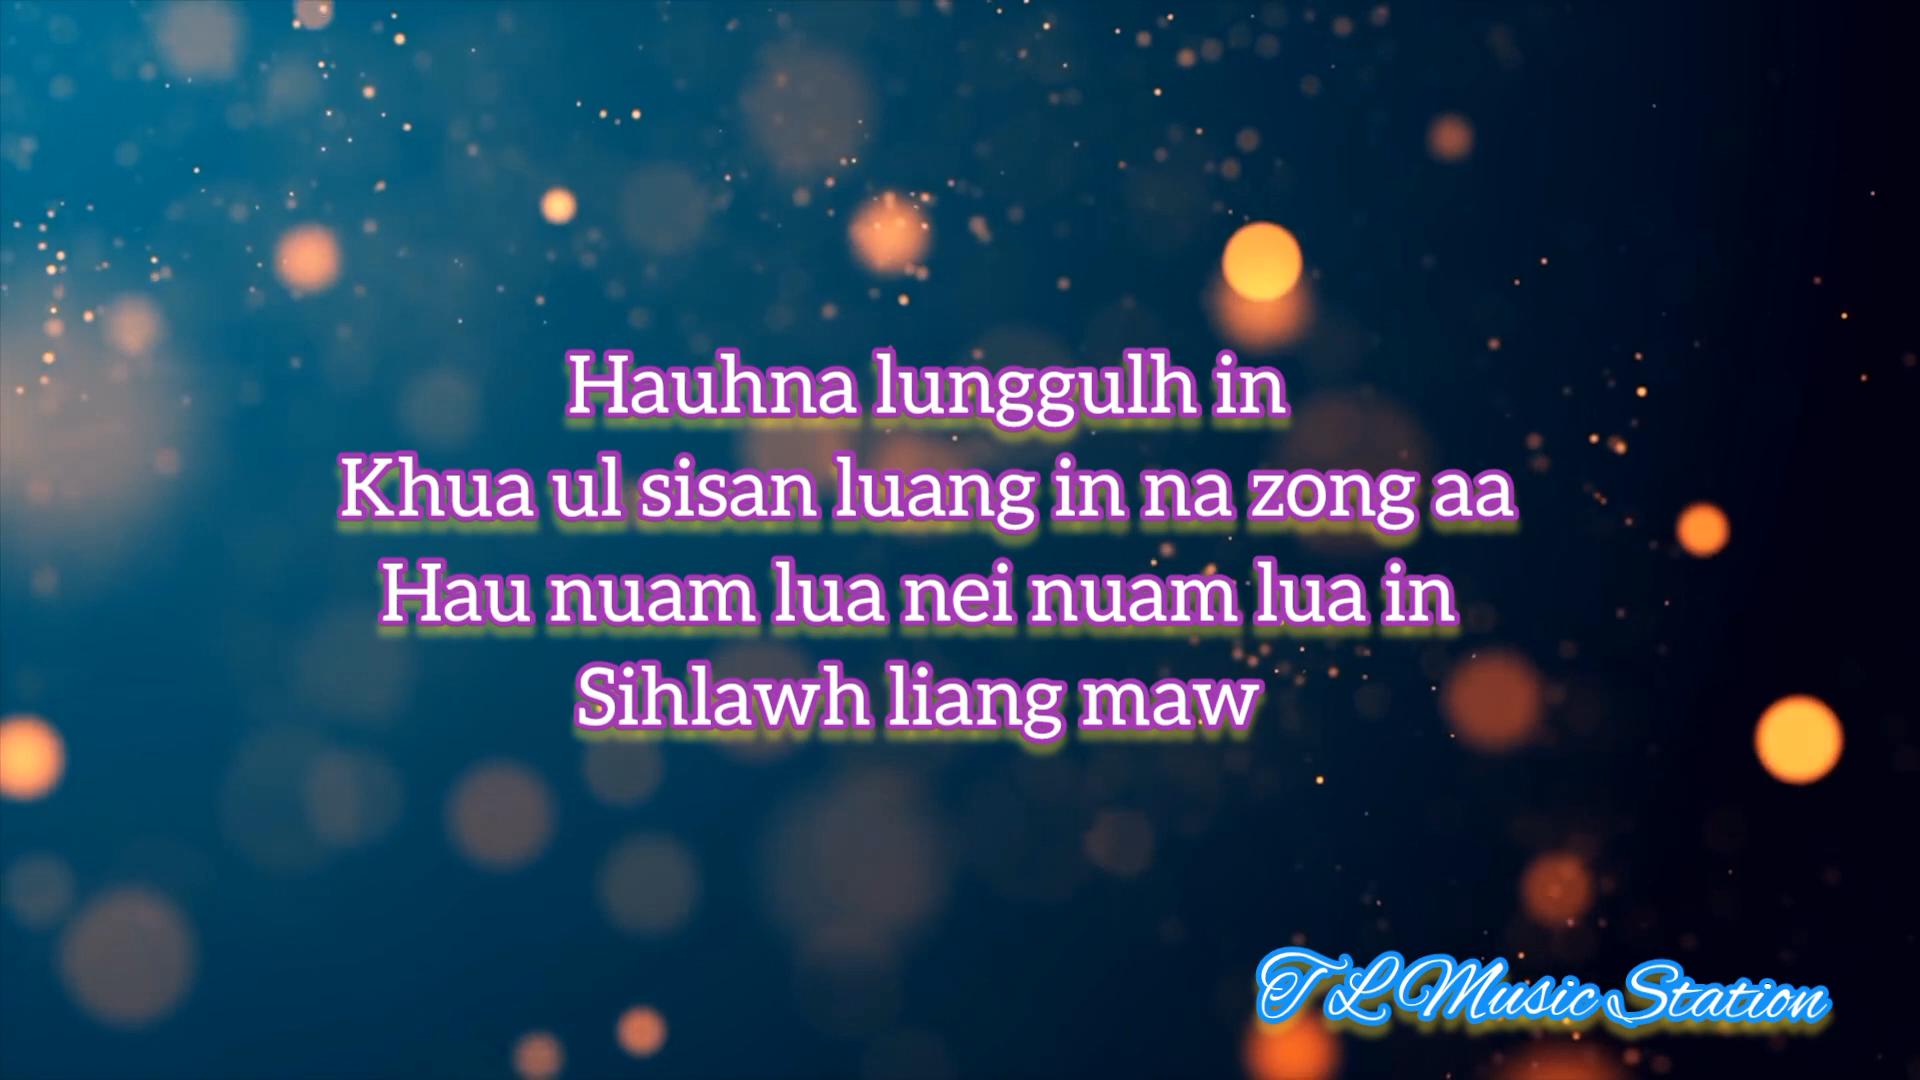 Hauhna lunggulh in
Khua ul sisan luang in na zong aa
Hau nuam lua nei nuam lua in
Sihlawh liang maw
T L Music Station